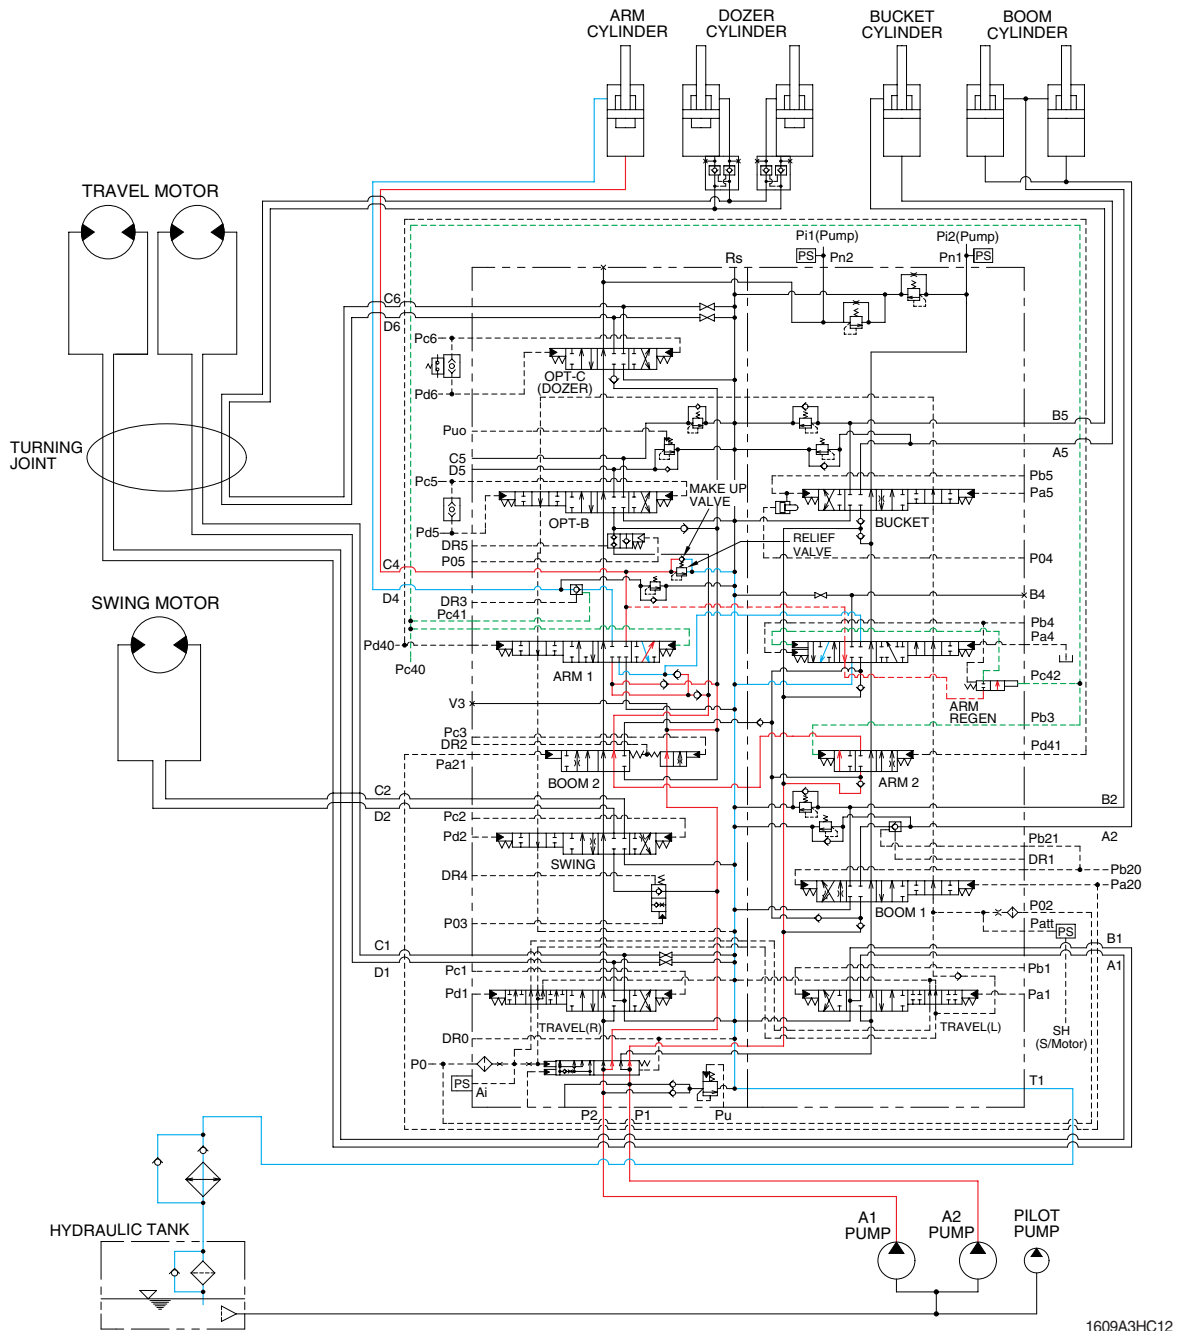 ARM
CYLINDER
DOZER
CYLINDER
BUCKET
CYLINDER
BOOM
CYLINDER
TRAVEL MOTOR
Pi1(Pump)
Pi2(Pump)
PS
Pn2
Rs
Pn1
PS
C6
D6
Pc6
Pd6
OPT-C
(DOZER)
TURNING
JOINT
Puo
B5
A5
C5
D5
Pc5
Pd5
OPT-B
MAKE UP
VALVE
RELIEF
VALVE
BUCKET
Pb5
Pa5
DR5
P05
P04
C4
D4
DR3
Pc41
B4
Pb4
Pa4
SWING MOTOR
Pd40
Pc40
ARM 1
Pc42
ARM
REGEN
V3
Pb3
Pc3
DR2
Pa21
BOOM 2
ARM 2
Pd41
C2
D2
B2
A2
Pc2
Pd2
SWING
Pb21
DR1
DR4
Pb20
Pa20
BOOM 1
P03
P02
Patt
PS
C1
D1
B1
A1
Pc1
Pd1
Pb1
Pa1
TRAVEL(R)
TRAVEL(L)
SH
(S/Motor)
DR0
P0
PS
Ai
T1
P2
P1
Pu
HYDRAULIC TANK
A1
PUMP
A2
PUMP
PILOT
PUMP
1609A3HC12